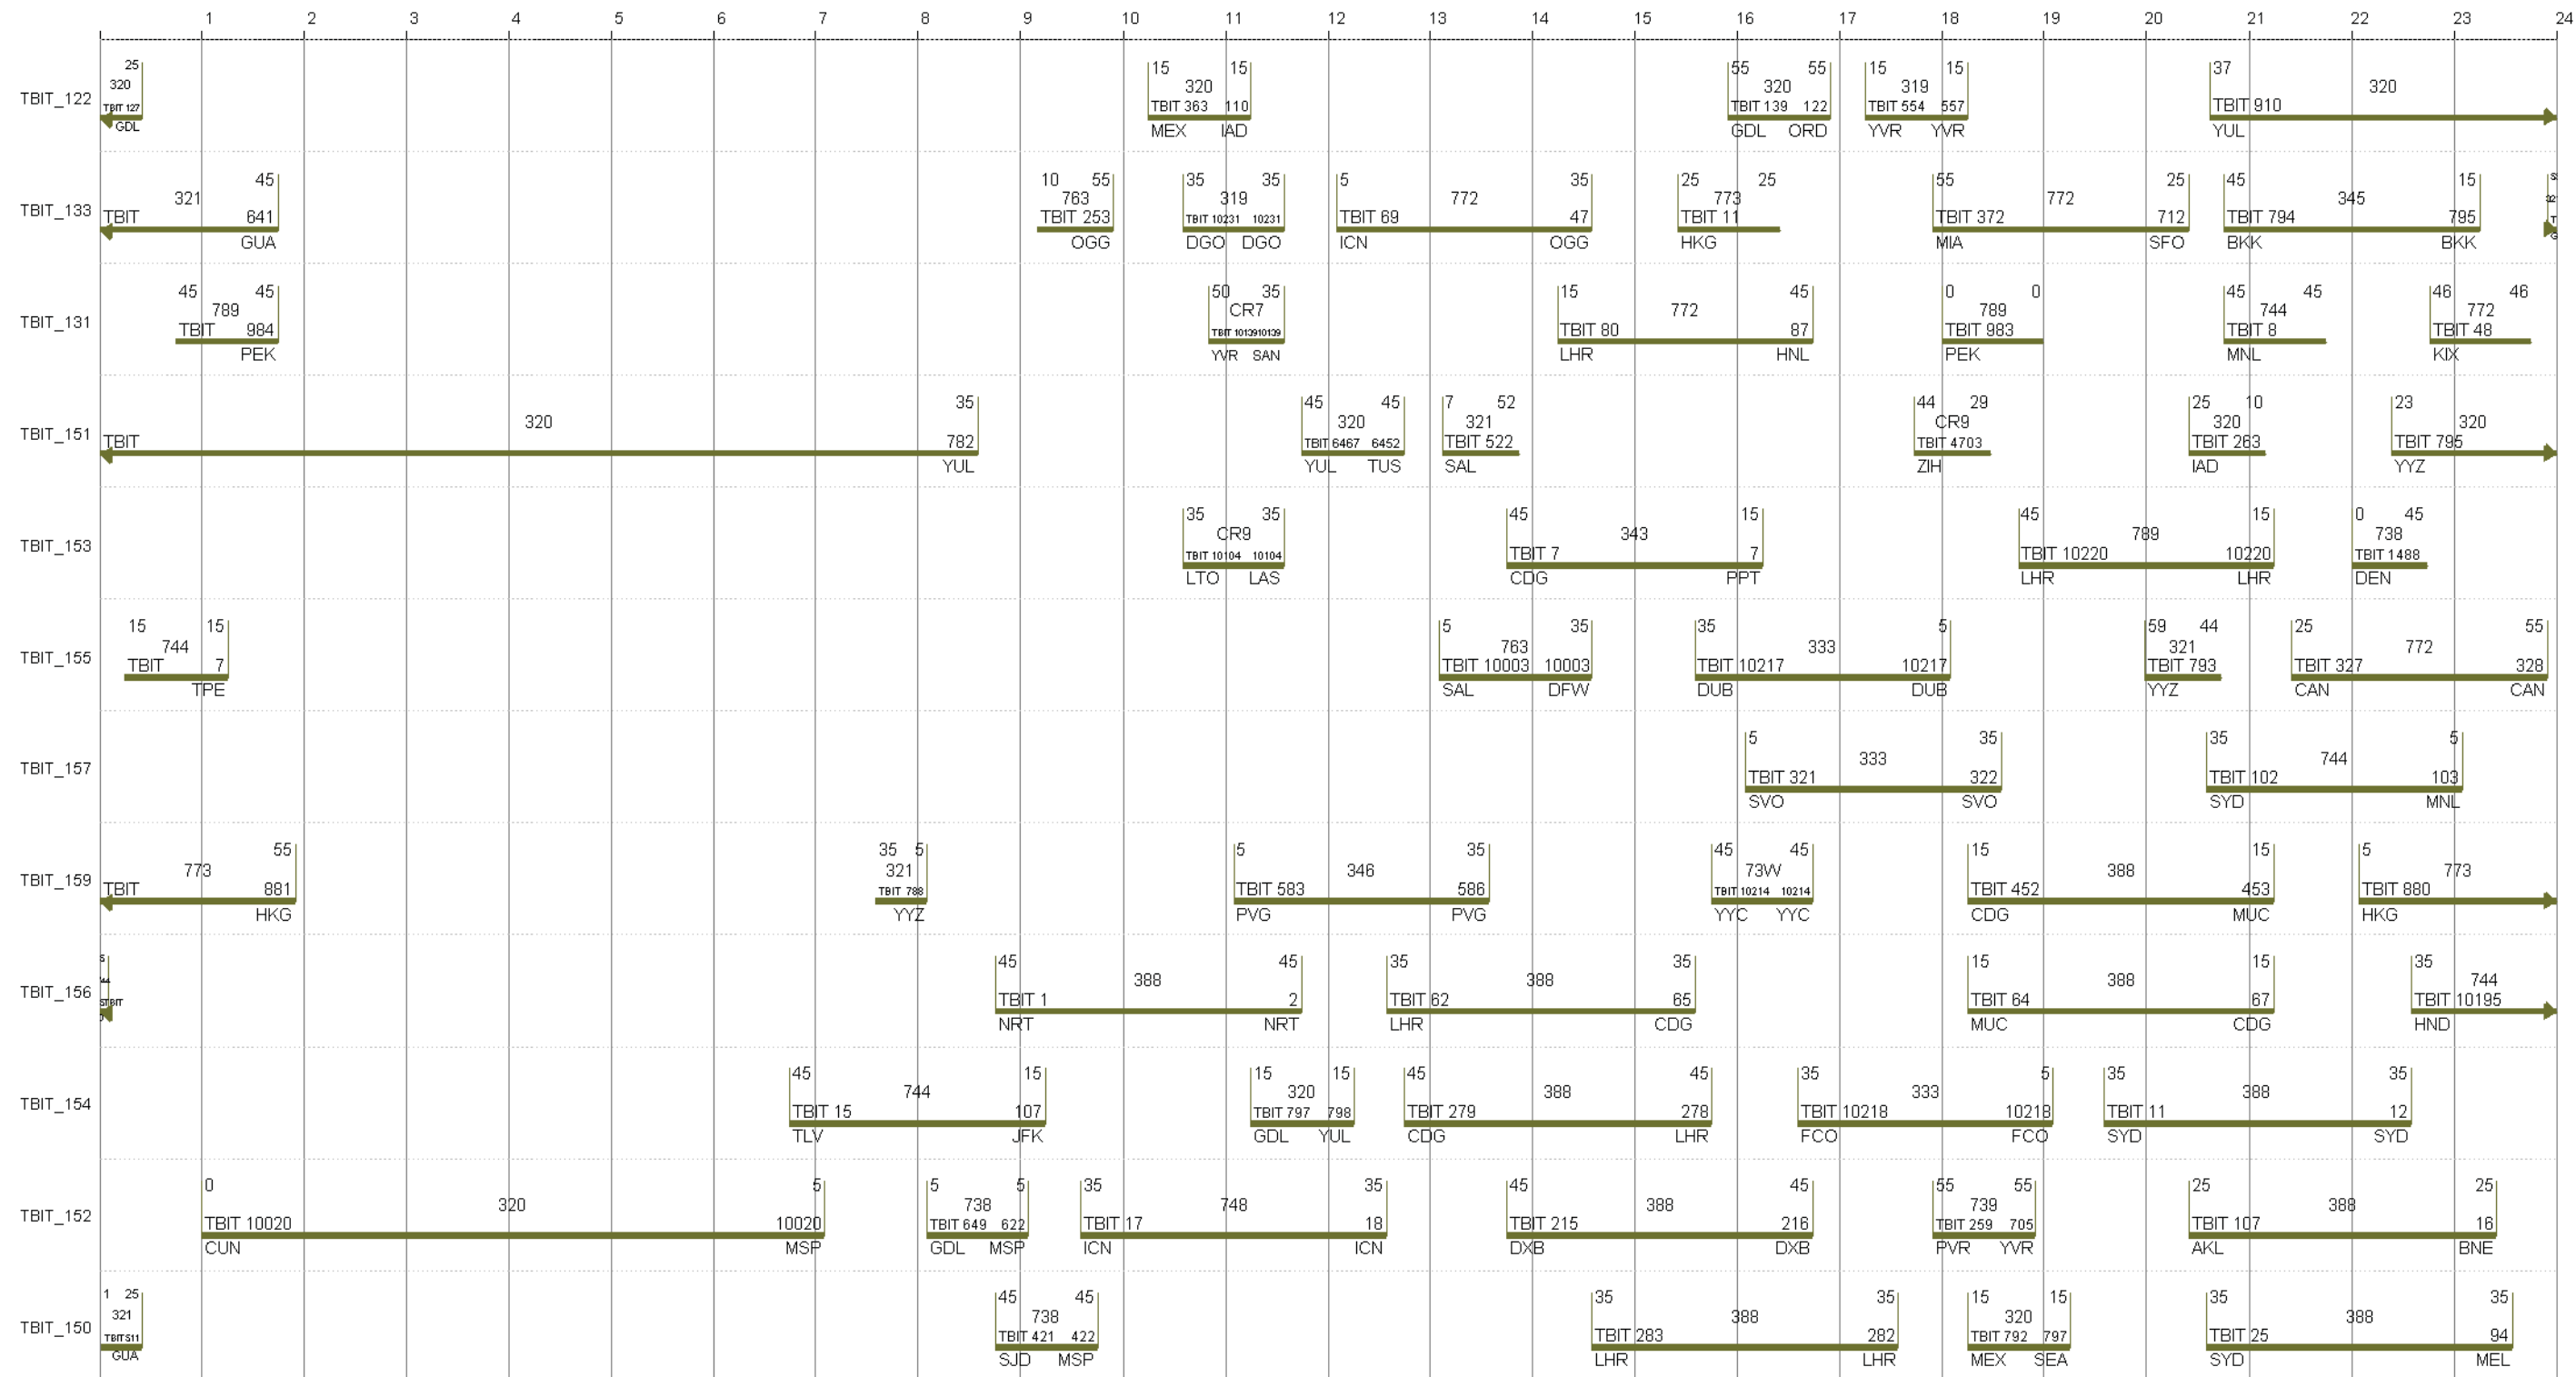 1 2 3 4 5 6 7 8 9 10 11 12 13 14 15 16 17 18 19 20 21 22 23 24
25 15 15 55 55 15 15 37
320 320 320 319 320
TBIT_122 TBIT 127 TBIT 363 110 TBIT 139 122 TBIT 554 557 TBIT 910
GDL MEX IAD GDL ORD YVR YVR YUL
45 10 55 35 35 5 35 25 25 55 25 45 15
321 763 319 772 773 772 345
TBIT_133 TBIT 641 TBIT 253 TBIT 10231 10231 TBIT 69 47 TBIT 11 TBIT 372 712 TBIT 794 795
GUA OGG DGO DGO ICN OGG HKG MIA SFO BKK BKK
45 45 50 35 15 45 0 0 45 45 46 46
789 CR7 772 789 744 772
TBIT_131 TBIT 984 TBIT 1013910139 TBIT 80 87 TBIT 983 TBIT 8 TBIT 48
PEK YVR SAN LHR HNL PEK MNL KIX
35 45 45 7 52 44 29 25 10 23
320 320 321 CR9 320 320
TBIT_151 TBIT 782 TBIT 6467 6452 TBIT 522 TBIT 4703 TBIT 263 TBIT 795
YUL YUL TUS SAL ZIH IAD YYZ
35 35 45 15 45 15 0 45
CR9 343 789 738
TBIT_153 TBIT 10104 10104 TBIT 7 7 TBIT 10220 10220 TBIT 1488
LTO LAS CDG PPT LHR LHR DEN
15 15 5 35 35 5 59 44 25 55
744 763 333 321 772
TBIT_155 TBIT 7 TBIT 10003 10003 TBIT 10217 10217 TBIT 793 TBIT 327 328
TPE SAL DFW DUB DUB YYZ CAN CAN
5 35 35 5
333 744
TBIT_157 TBIT 321 322 TBIT 102 103
SVO SVO SYD MNL
55 35 5 5 35 45 45 15 15 5
773 321 346 73W 388 773
TBIT_159 TBIT 881 TBIT 788 TBIT 583 586 TBIT 10214 10214 TBIT 452 453 TBIT 880
HKG YYZ PVG PVG YYC YYC CDG MUC HKG
45 45 35 35 15 15 35
388 388 388 744
TBIT_156 TBIT 1 2 TBIT 62 65 TBIT 64 67 TBIT 10195
NRT NRT LHR CDG MUC CDG HND
45 15 15 15 45 45 35 5 35 35
744 320 388 333 388
TBIT_154 TBIT 15 107 TBIT 797 798 TBIT 279 278 TBIT 10218 10218 TBIT 11 12
TLV JFK GDL YUL CDG LHR FCO FCO SYD SYD
0 5 5 5 35 35 45 45 55 55 25 25
320 738 748 388 739 388
TBIT_152 TBIT 10020 10020 TBIT 649 622 TBIT 17 18 TBIT 215 216 TBIT 259 705 TBIT 107 16
CUN MSP GDL MSP ICN ICN DXB DXB PVR YVR AKL BNE
1 25 45 45 35 35 15 15 35 35
321 738 388 320 388
TBIT_150 TBIT511 TBIT 421 422 TBIT 283 282 TBIT 792 797 TBIT 25 94
GUA SJD MSP LHR LHR MEX SEA SYD MEL